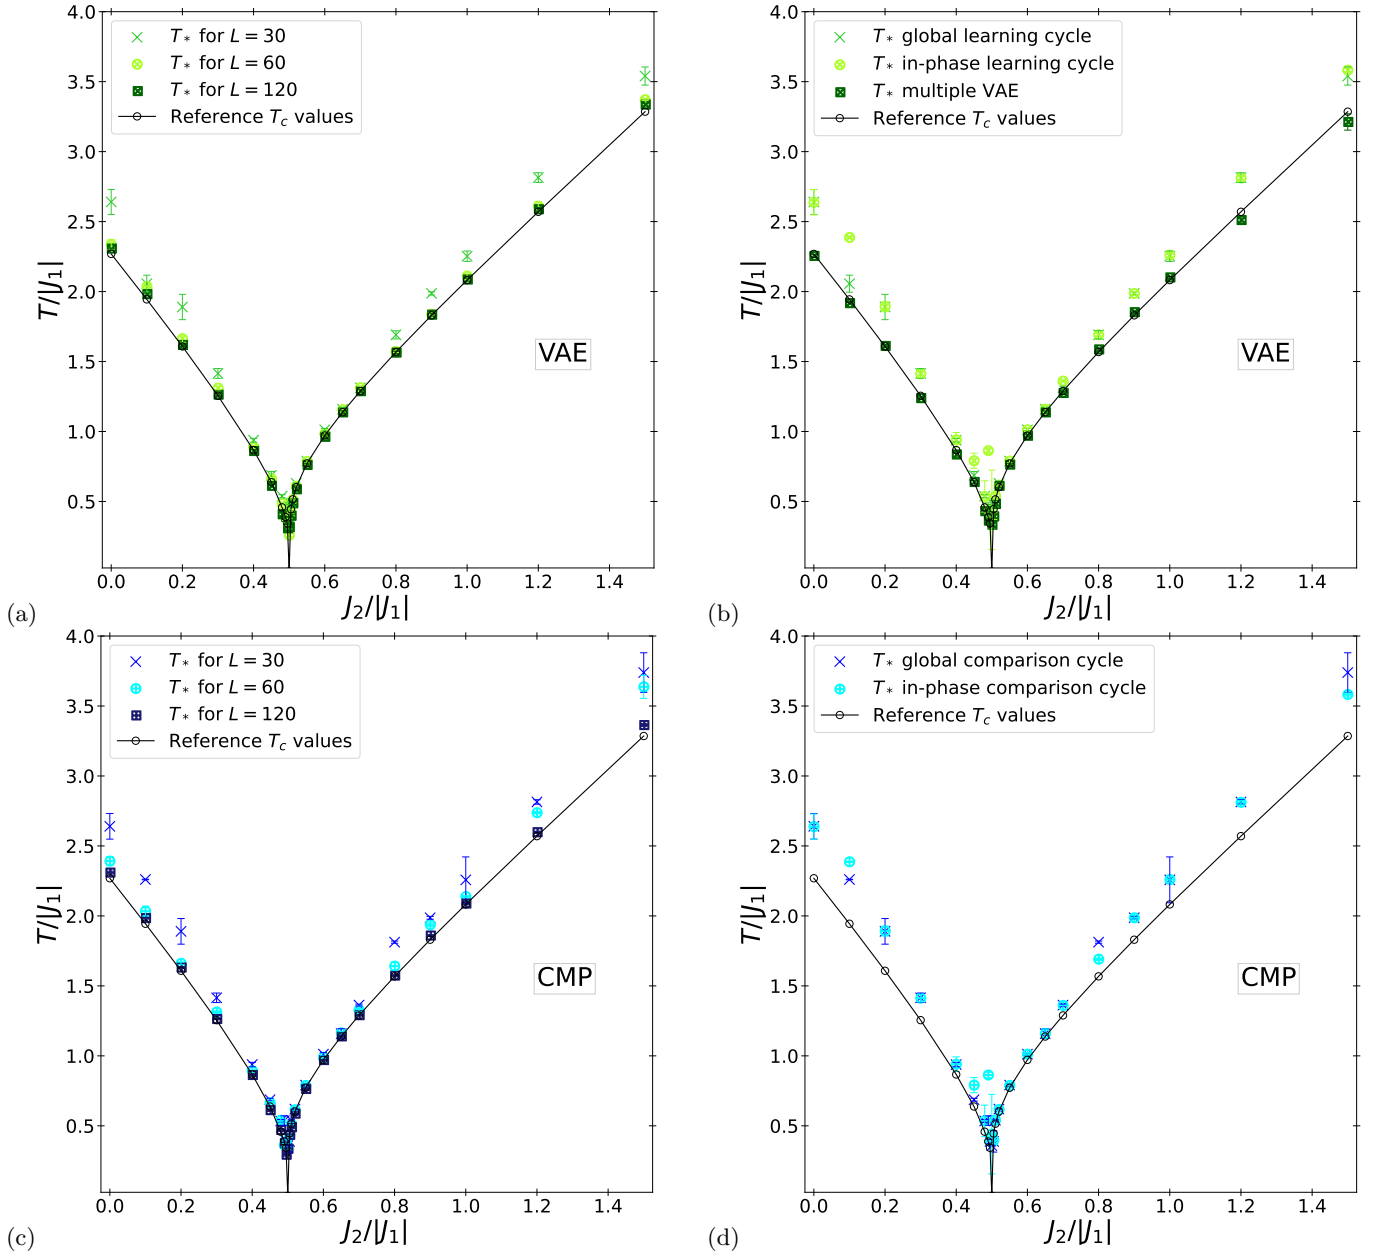 4.0
3.5
3.0
2.5
2.0
1.5
1.0
0.5
T/|J₁|
T∗ for L = 30
T∗ for L = 60
T∗ for L = 120
Reference Tc values
VAE
0.0 0.2 0.4 0.6 0.8 1.0 1.2 1.4
(a)
J₂/|J₁|
4.0
3.5
3.0
2.5
2.0
1.5
1.0
0.5
T/|J₁|
T∗ global learning cycle
T∗ in-phase learning cycle
T∗ multiple VAE
Reference Tc values
VAE
0.0 0.2 0.4 0.6 0.8 1.0 1.2 1.4
(b)
J₂/|J₁|
4.0
3.5
3.0
2.5
2.0
1.5
1.0
0.5
T/|J₁|
T∗ for L = 30
T∗ for L = 60
T∗ for L = 120
Reference Tc values
CMP
0.0 0.2 0.4 0.6 0.8 1.0 1.2 1.4
(c)
J₂/|J₁|
4.0
3.5
3.0
2.5
2.0
1.5
1.0
0.5
T/|J₁|
T∗ global comparison cycle
T∗ in-phase comparison cycle
Reference Tc values
CMP
0.0 0.2 0.4 0.6 0.8 1.0 1.2 1.4
(d)
J₂/|J₁|